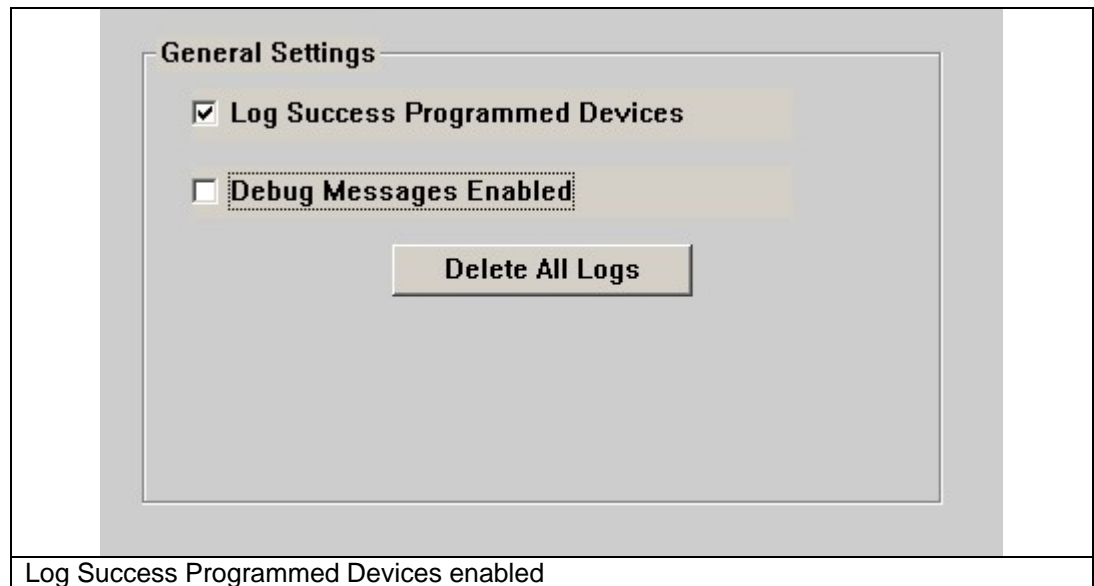 General Settings
Log Success Programmed Devices
Debug Messages Enabled
Delete All Logs
Log Success Programmed Devices enabled